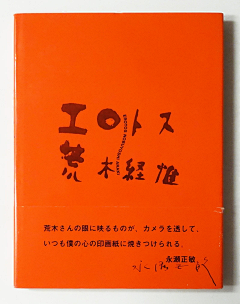 エロトス
荒木経惟
荒木さんの眼に映るものが、カメラを透して、
いつも僕の心の印画紙に焼きつけられる。
永瀬正敏